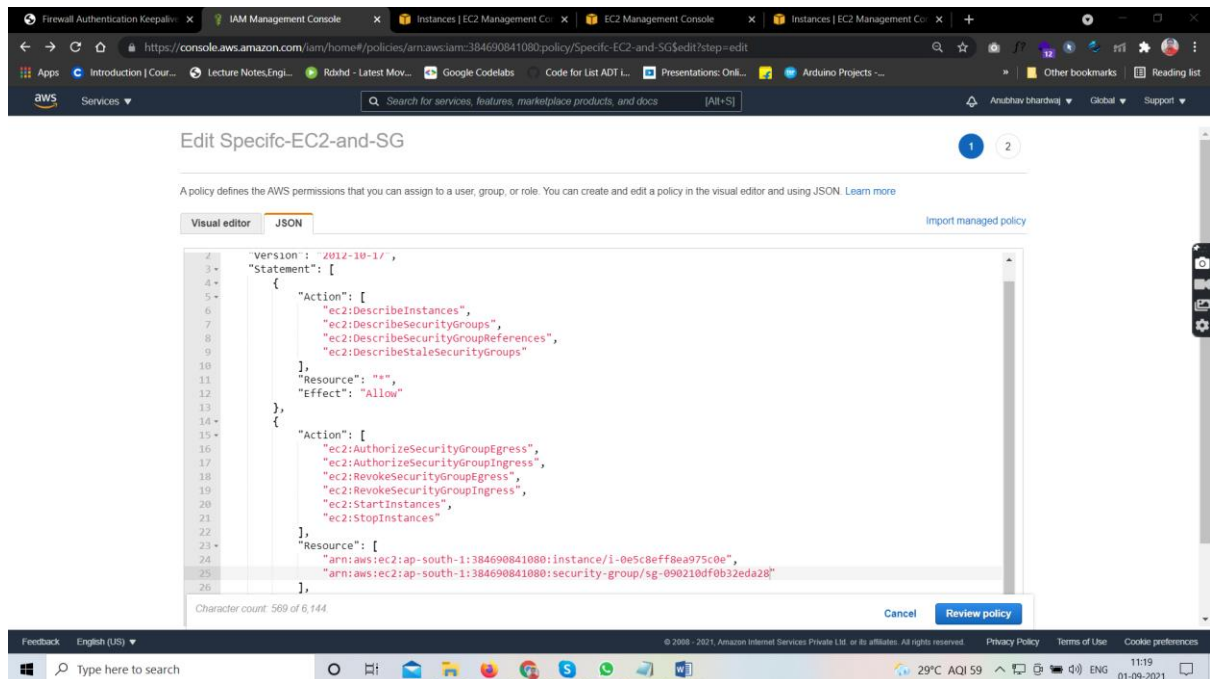 Firewall Authentication Keepaliv
IAM Management Console
Instances | EC2 Management Co
EC2 Management Console
Instances | EC2 Management Co
https://console.aws.amazon.com/iam/home#/policies/arn:aws:iam::384690841080:policy/Specifc-EC2-and-SG$edit?step=edit
12
Apps Introduction | Cour... Lecture Notes,Engi... Rdxhd - Latest Mov... Google Codelabs Code for List ADT i... Presentations: Onli... Arduino Projects -... » Other bookmarks Reading list
aws Services ▼ Search for services, features, marketplace products, and docs [Alt+S] Anubhav bhardwaj ▼ Global ▼ Support ▼
Edit Specifc-EC2-and-SG 1 2
A policy defines the AWS permissions that you can assign to a user, group, or role. You can create and edit a policy in the visual editor and using JSON. Learn more
Visual editor JSON Import managed policy
2 "Version": "2012-10-17",
3 "Statement": [
4 {
5 "Action": [
6 "ec2:DescribeInstances",
7 "ec2:DescribeSecurityGroups",
8 "ec2:DescribeSecurityGroupReferences",
9 "ec2:DescribeStaleSecurityGroups"
10 ],
11 "Resource": "*",
12 "Effect": "Allow"
13 },
14 {
15 "Action": [
16 "ec2:AuthorizeSecurityGroupEgress",
17 "ec2:AuthorizeSecurityGroupIngress",
18 "ec2:RevokeSecurityGroupEgress",
19 "ec2:RevokeSecurityGroupIngress",
20 "ec2:StartInstances",
21 "ec2:StopInstances"
22 ],
23 "Resource": [
24 "arn:aws:ec2:ap-south-1:384690841080:instance/i-0e5c8eff8ea975c0e",
25 "arn:aws:ec2:ap-south-1:384690841080:security-group/sg-090210df0b32eda28"
26 ],
Character count: 569 of 6,144. Cancel Review policy
Feedback English (US) ▼ © 2008 - 2021, Amazon Internet Services Private Ltd. or its affiliates. All rights reserved. Privacy Policy Terms of Use Cookie preferences
Type here to search 29°C AQI 59 ENG 11:19
01-09-2021